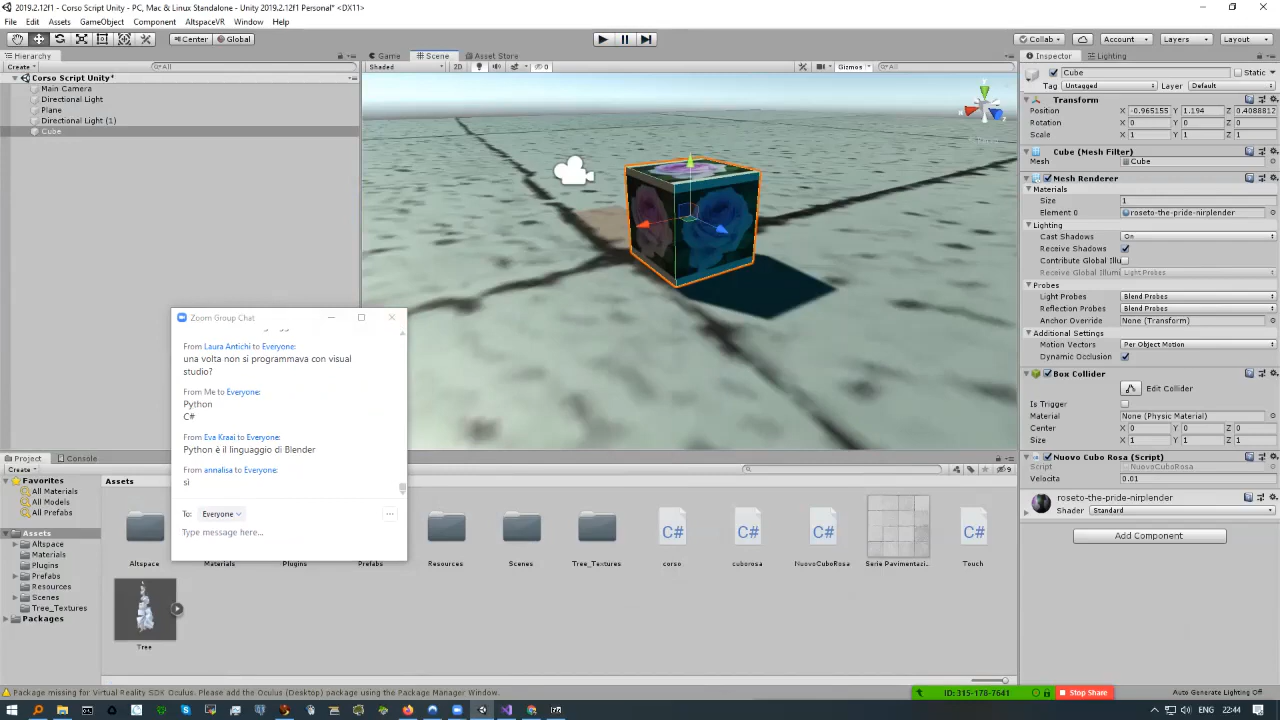 Corso Script Unity - PC, Mac & Linux Standalone - Unity 2019.2.12f1 Personal* <DX11>
File Edit Assets GameObject Component AltspaceVR Window Help
Center Global Collab Account Layers Layout
Hierarchy Game Scene Asset Store Inspector Lighting
Create All Shaded 2D 0 Gizmos All
Corso Script Unity*
Main Camera
Directional Light
Plane
Directional Light (1)
Cube
Cube Static
Tag Untagged Layer Default
Transform
Position X -0.965155 Y 1.194 Z 0.4088812
Rotation X 0 Y 0 Z 0
Scale X 1 Y 1 Z 1
Cube (Mesh Filter)
Mesh Cube
Mesh Renderer
Materials
Size 1
Element 0 roseto-the-pride-nirplender
Lighting
Cast Shadows On
Receive Shadows
Contribute Global Illu
Receive Global Illumi Light Probes
Probes
Light Probes Blend Probes
Reflection Probes Blend Probes
Anchor Override None (Transform)
Additional Settings
Motion Vectors Per Object Motion
Dynamic Occlusion
Box Collider
Edit Collider
Is Trigger
Material None (Physic Material)
Center X 0 Y 0 Z 0
Size X 1 Y 1 Z 1
Nuovo Cubo Rosa (Script)
Script NuovoCuboRosa
Velocita 0.01
roseto-the-pride-nirplender
Shader Standard
Add Component
Zoom Group Chat
From Laura Antichi to Everyone:
una volta non si programmava con visual
studio?
From Me to Everyone:
Python
C#
From Eva Kraai to Everyone:
Python è il linguaggio di Blender
From annalisa to Everyone:
sì
To: Everyone
Type message here...
Project Console
Create 9
Favorites
All Materials
All Models
All Prefabs
Assets
Altspace
Materials
Plugins
Prefabs
Resources
Scenes
Tree_Textures
Packages
Assets
C# C# C# C#
Altspace Materials Plugins Prefabs Resources Scenes Tree_Textures corso cuborosa NuovoCuboRosa Serie Pavimentazi... Touch
Tree
Package missing for Virtual Reality SDK Oculus. Please add the Oculus (Desktop) package using the Package Manager Window.
ID: 315-178-7641 Stop Share Auto Generate Lighting Off
22:44